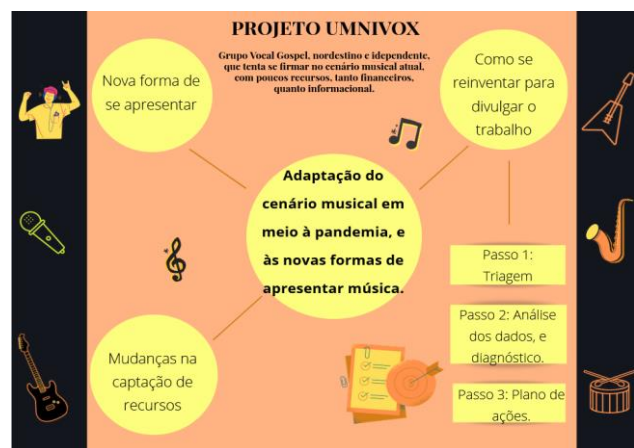 PROJETO UMNIVOX
Grupo Vocal Gospel, nordestino e idependente,
que tenta se firmar no cenário musical atual,
com poucos recursos, tanto financeiros,
quanto informacional.
Nova forma de
se apresentar
Como se
reinventar para
divulgar o
trabalho
Adaptação do
cenário musical em
meio à pandemia, e
às novas formas de
apresentar música.
Mudanças na
captação de
recursos
Passo 1:
Triagem
Passo 2: Análise
dos dados, e
diagnóstico.
Passo 3: Plano de
ações.